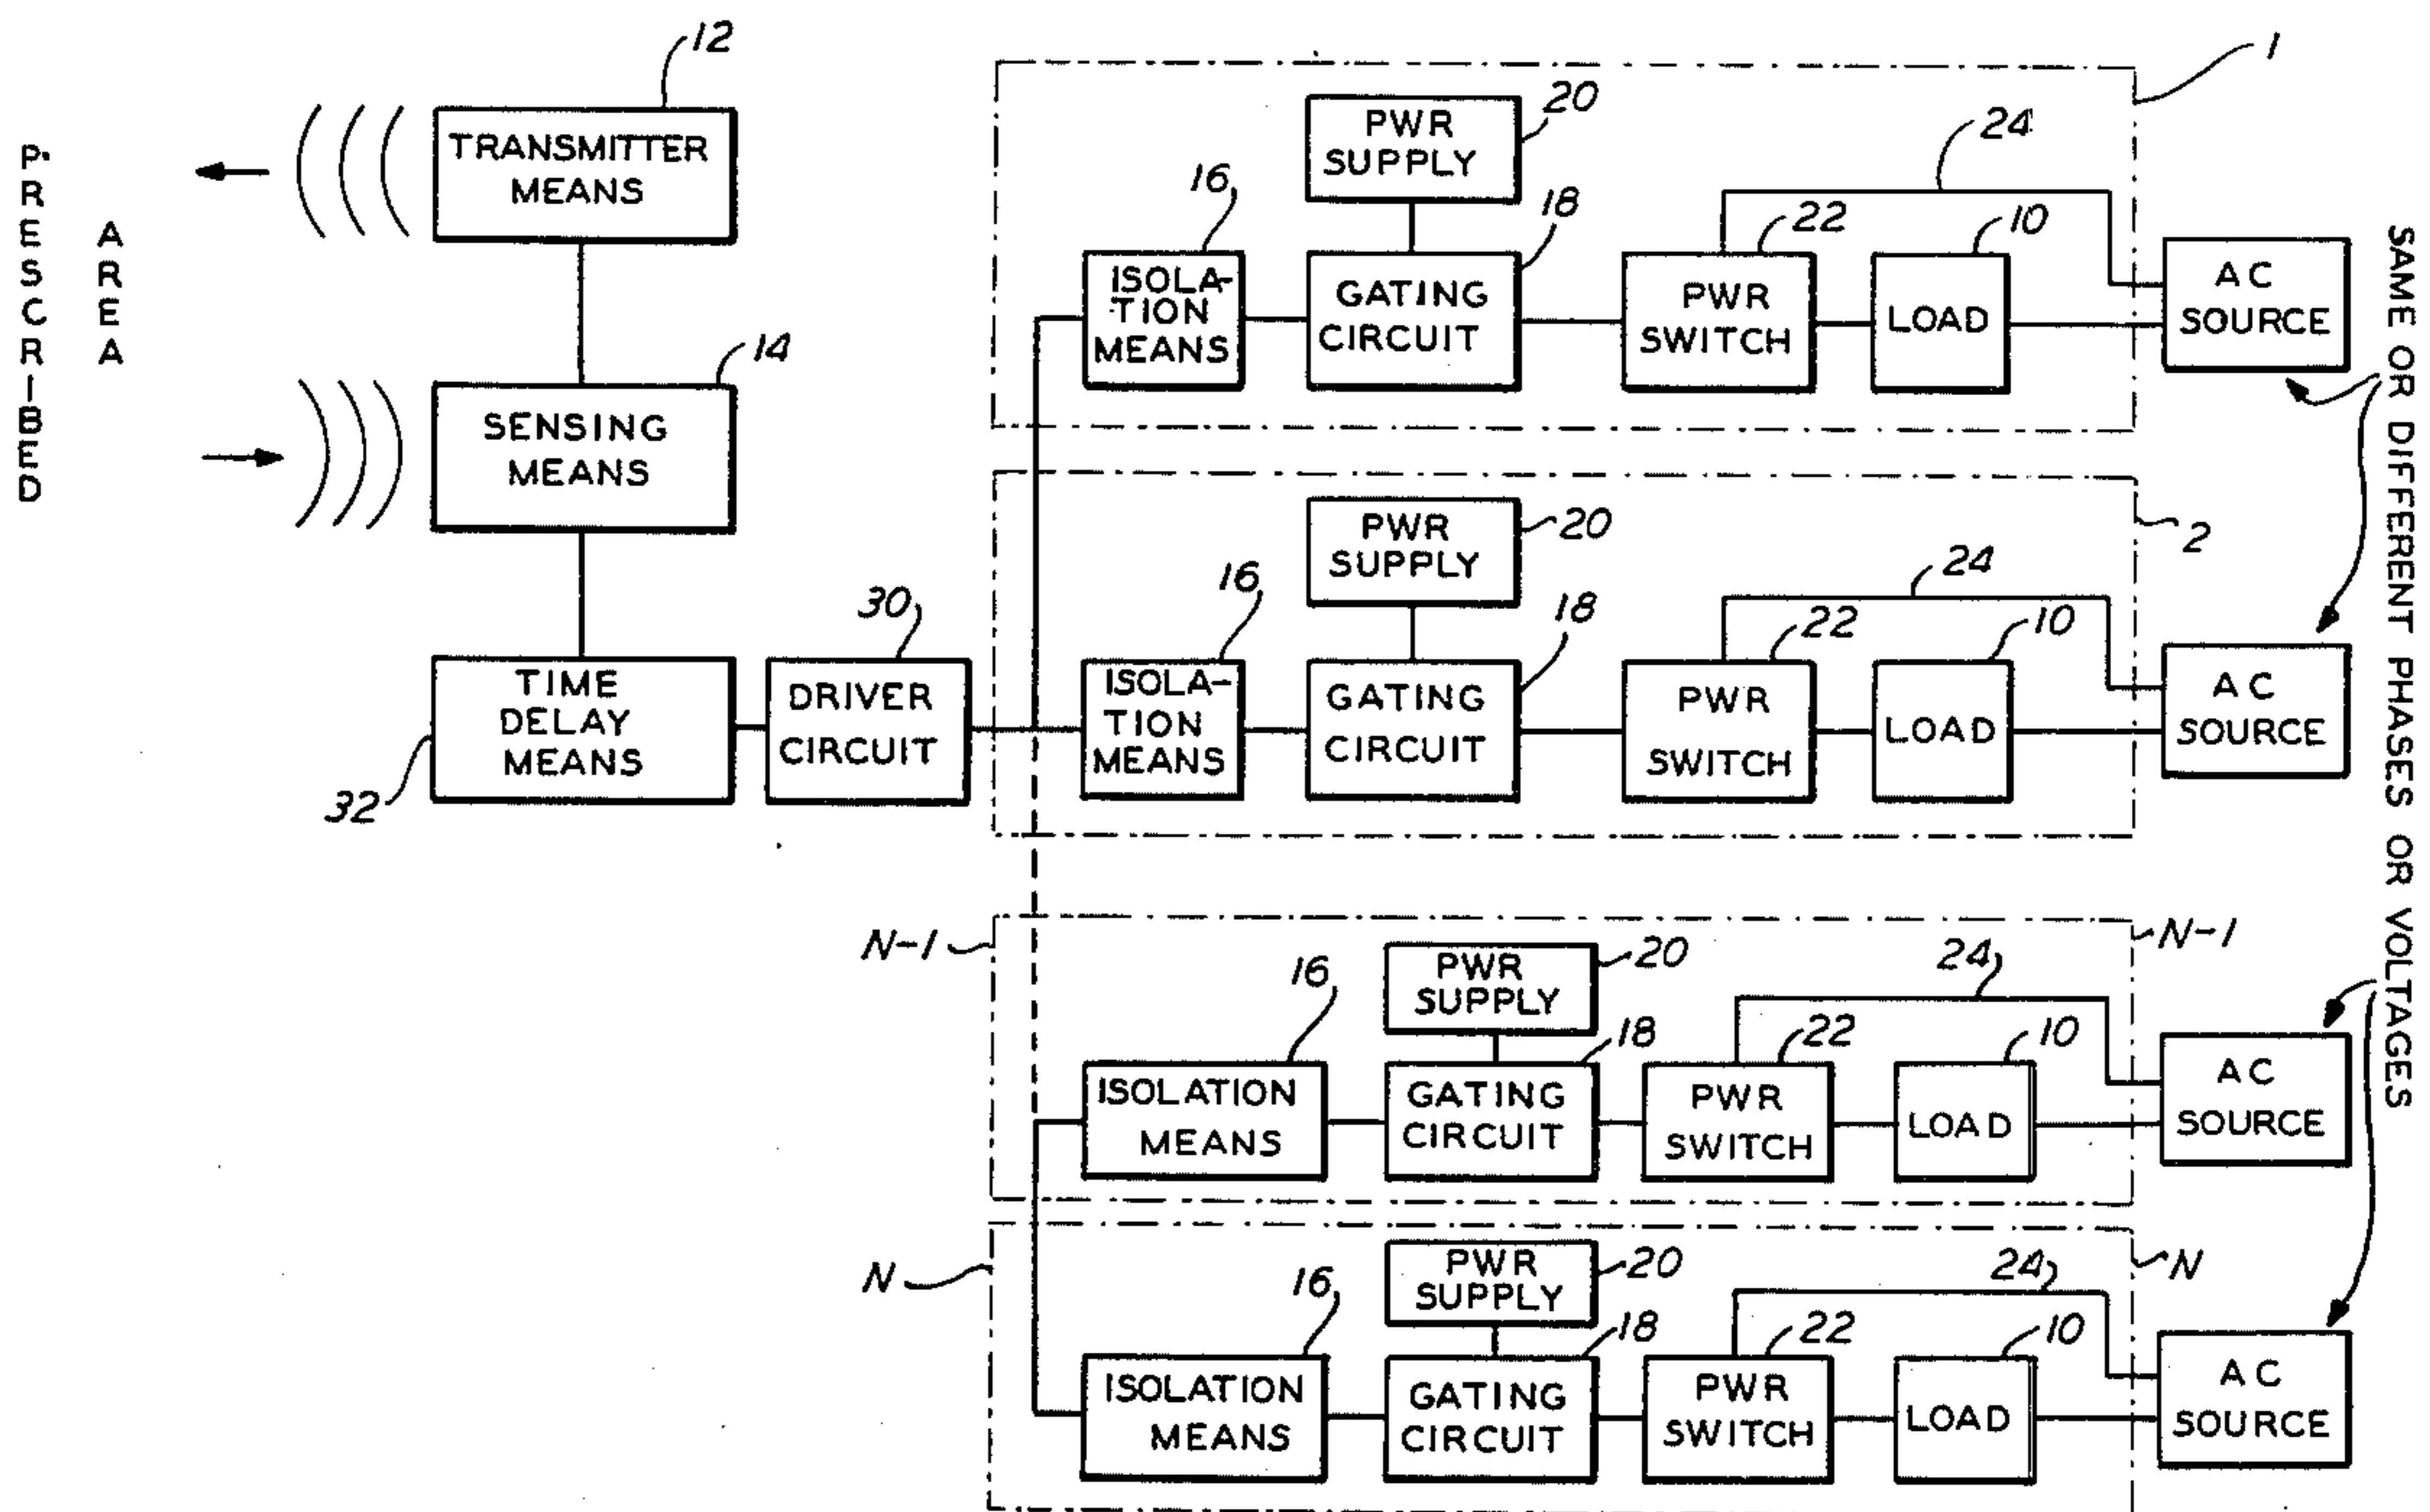 PRESCRIBED
AREA
12
TRANSMITTER
MEANS
14
SENSING
MEANS
TIME
DELAY
MEANS
32
30
DRIVER
CIRCUIT
1
PWR
SUPPLY
20
16
ISOLA-
TION
MEANS
18
GATING
CIRCUIT
24
22
PWR
SWITCH
10
LOAD
AC
SOURCE
2
PWR
SUPPLY
20
16
ISOLA-
TION
MEANS
18
GATING
CIRCUIT
24
22
PWR
SWITCH
10
LOAD
AC
SOURCE
N-1
N-1
PWR
SUPPLY
20
16
ISOLATION
MEANS
18
GATING
CIRCUIT
24
22
PWR
SWITCH
10
LOAD
AC
SOURCE
N
N
PWR
SUPPLY
20
16
ISOLATION
MEANS
18
GATING
CIRCUIT
24
22
PWR
SWITCH
10
LOAD
AC
SOURCE
SAME OR DIFFERENT PHASES OR VOLTAGES